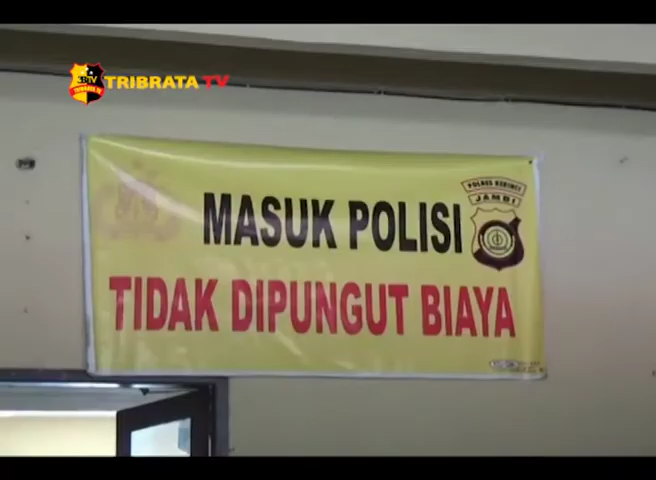 TRIBRATA TV
MASUK POLISI
TIDAK DIPUNGUT BIAYA
POLRES KERINCI
JAMBI